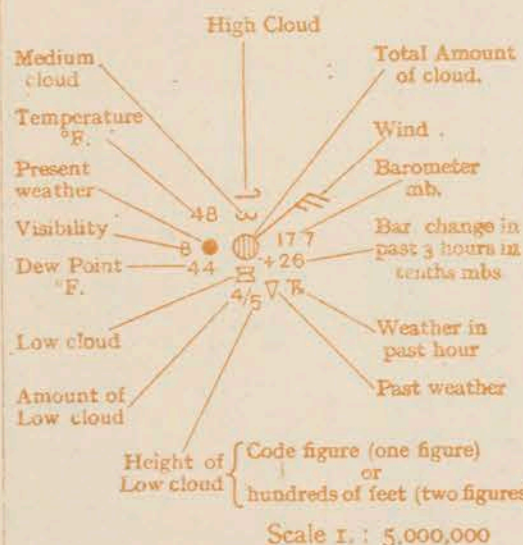 High Cloud
Medium
cloud
Total Amount
of cloud.
Temperature
°F.
Wind
Present
weather
Barometer
mb.
48
Visibility
8
177
Bar change in
past 3 hours in
tenths mbs
Dew Point
°F.
44
+26
4/5
Low cloud
Weather in
past hour
Amount of
Low cloud
Past weather
Height of
Low cloud
Code figure (one figure)
or
hundreds of feet (two figures
Scale 1. : 5,000,000